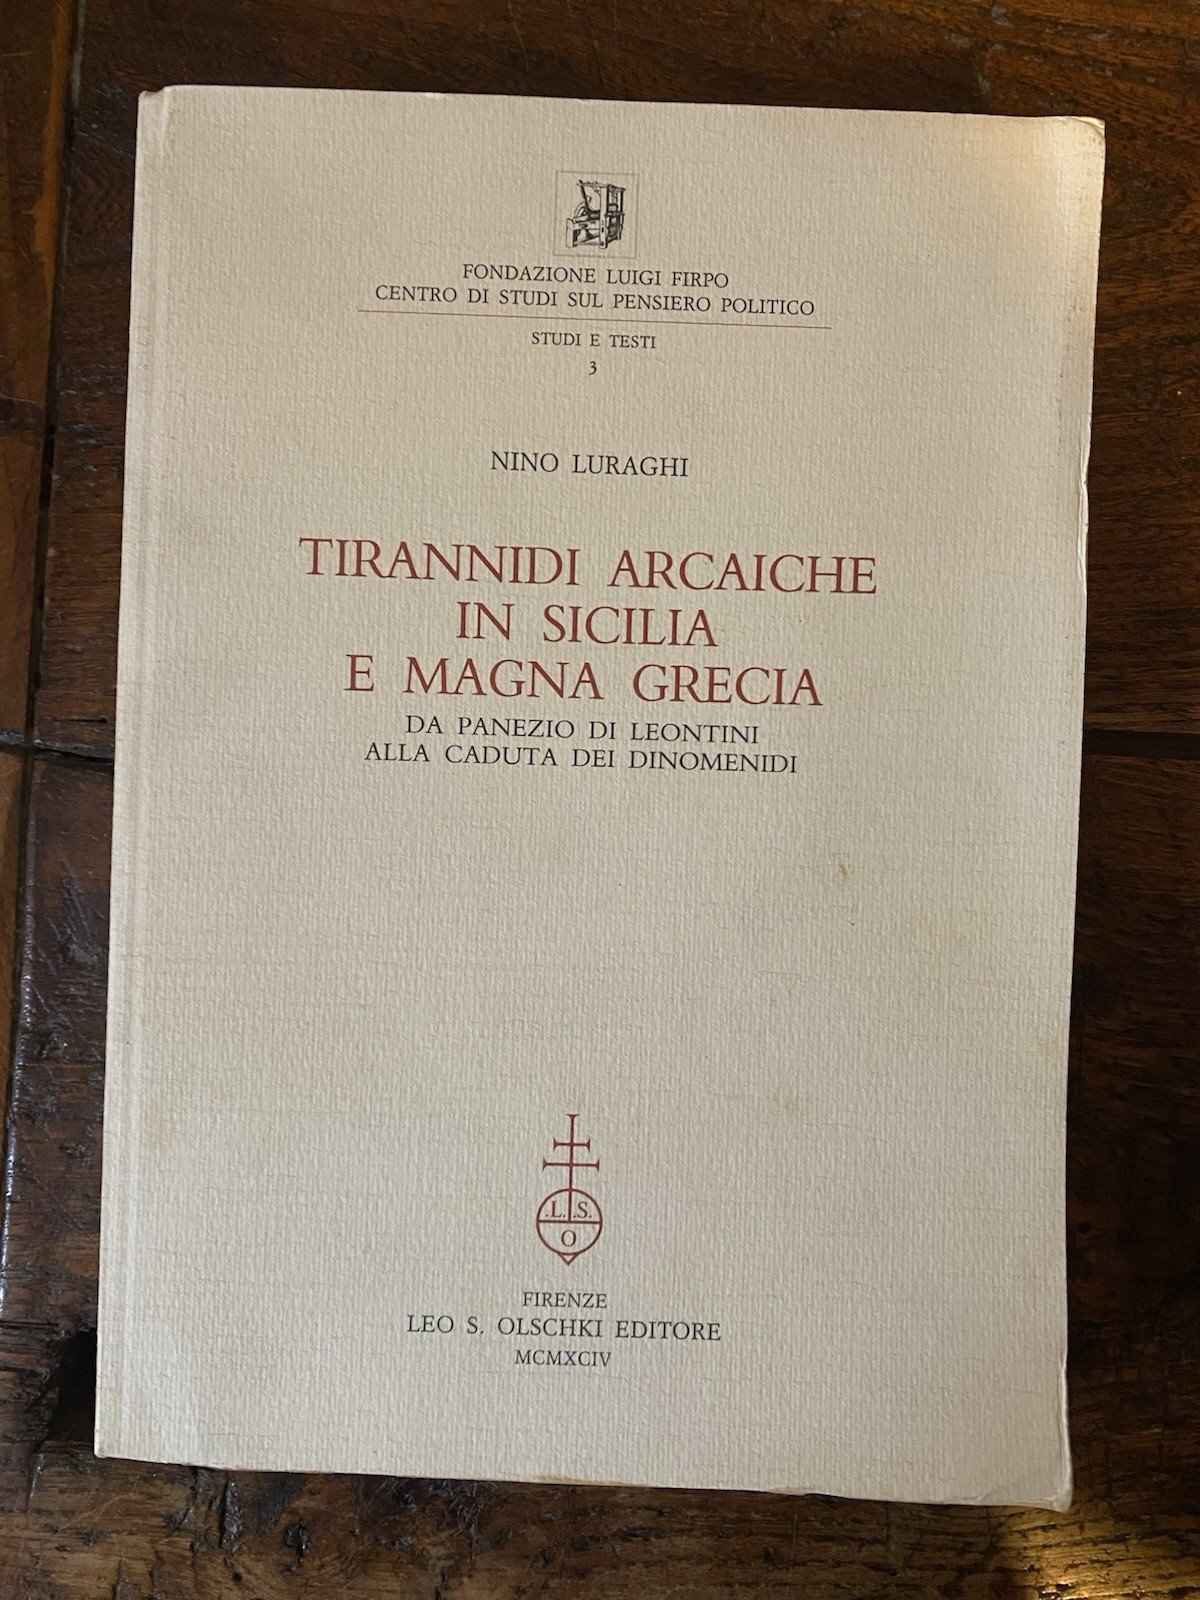 FONDAZIONE LUIGI FIRPO
CENTRO DI STUDI SUL PENSIERO POLITICO
STUDI E TESTI
3
NINO LURAGHI
TIRANNIDI ARCAICHE
IN SICILIA
E MAGNA GRECIA
DA PANEZIO DI LEONTINI
ALLA CADUTA DEI DINOMENIDI
.L. .S.
O
FIRENZE
LEO S. OLSCHKI EDITORE
MCMXCIV